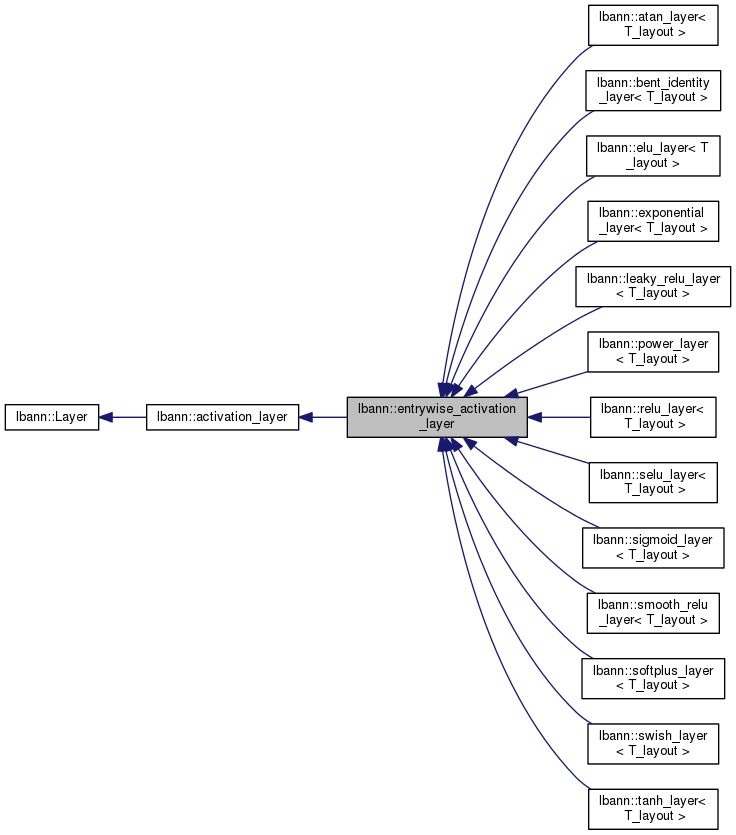 lbann::atan_layer<
T_layout >
lbann::bent_identity
_layer< T_layout >
lbann::elu_layer< T
_layout >
lbann::exponential
_layer< T_layout >
lbann::leaky_relu_layer
< T_layout >
lbann::power_layer
< T_layout >
lbann::Layer
lbann::activation_layer
lbann::entrywise_activation
_layer
lbann::relu_layer<
T_layout >
lbann::selu_layer<
T_layout >
lbann::sigmoid_layer
< T_layout >
lbann::smooth_relu
_layer< T_layout >
lbann::softplus_layer
< T_layout >
lbann::swish_layer
< T_layout >
lbann::tanh_layer<
T_layout >